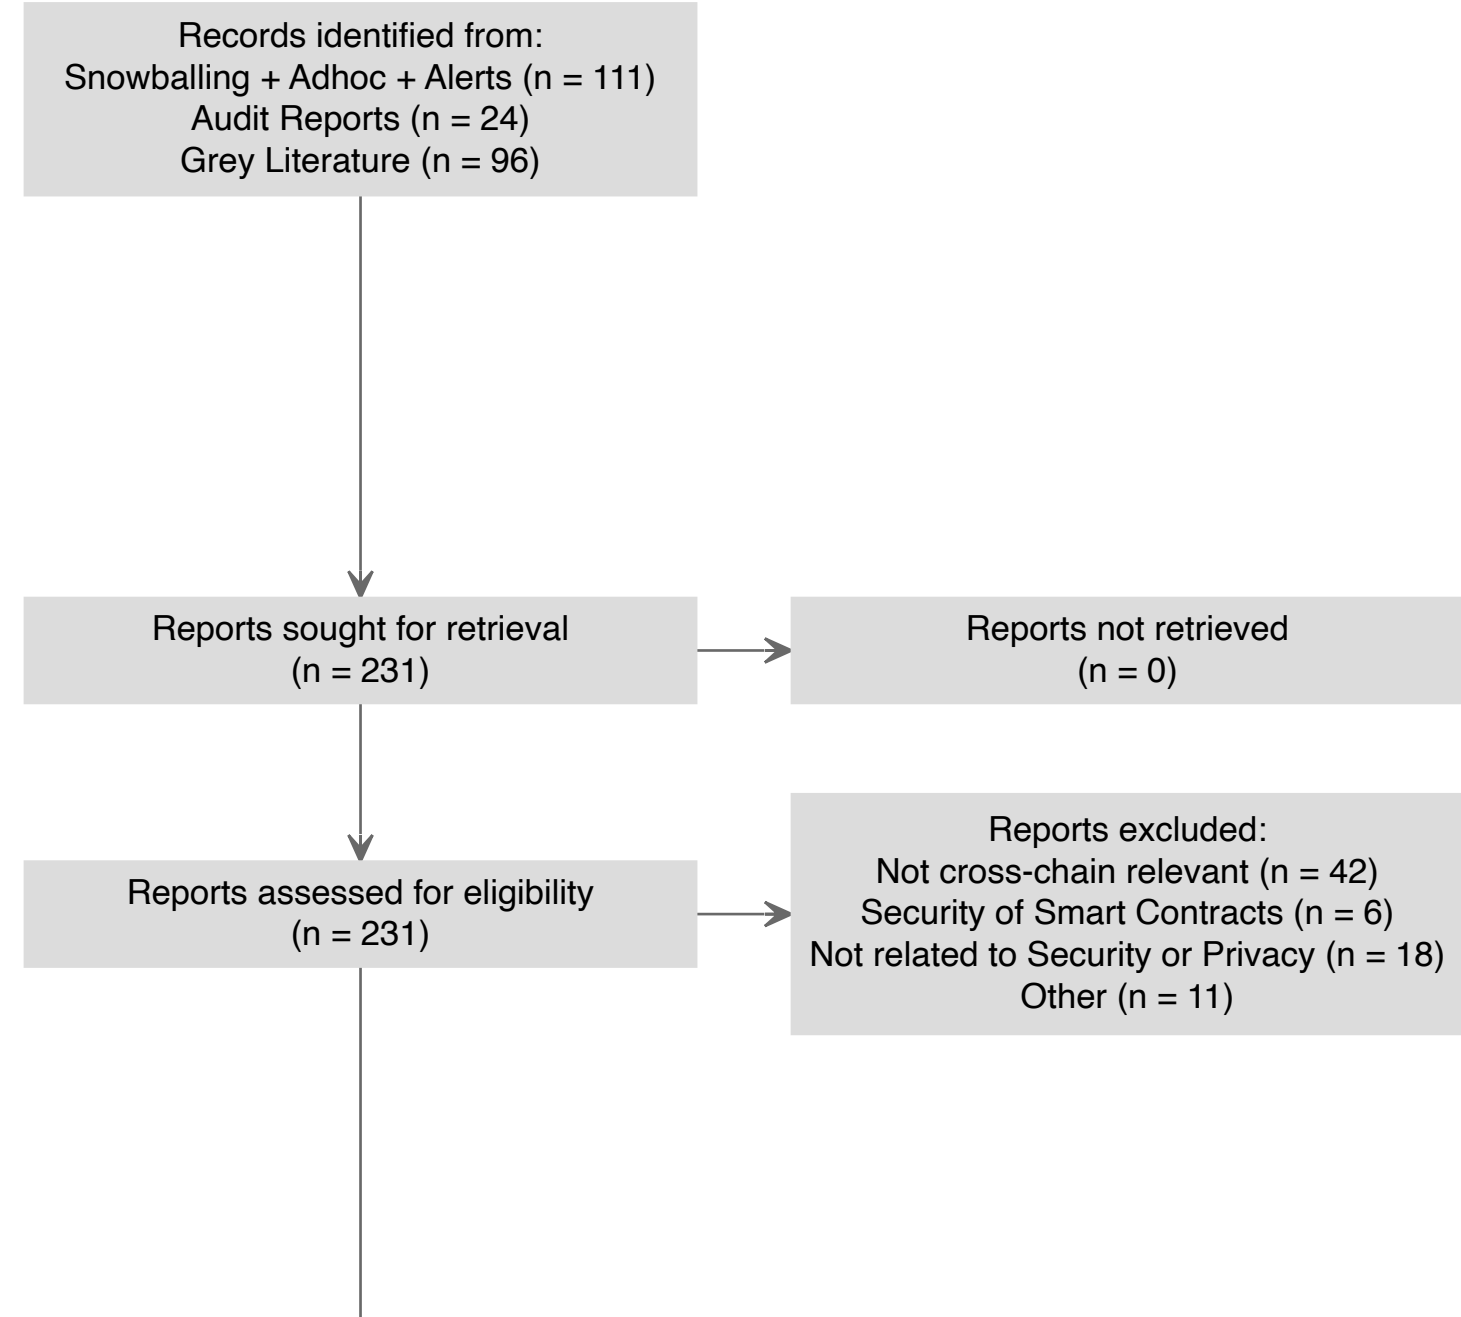 Records identified from:
Snowballing + Adhoc + Alerts (n = 111)
Audit Reports (n = 24)
Grey Literature (n = 96)
Reports sought for retrieval
(n = 231)
Reports not retrieved
(n = 0)
Reports assessed for eligibility
(n = 231)
Reports excluded:
Not cross-chain relevant (n = 42)
Security of Smart Contracts (n = 6)
Not related to Security or Privacy (n = 18)
Other (n = 11)